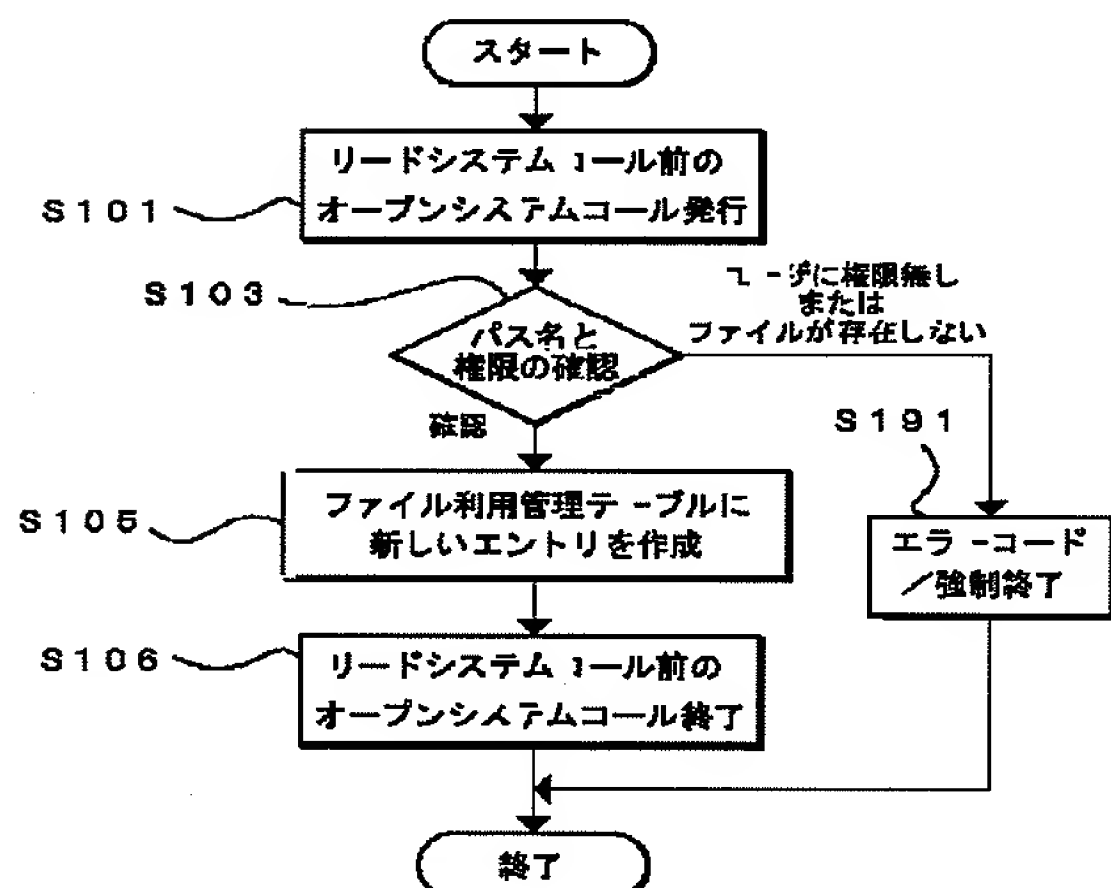 スタート
リードシステムコール前の
オープンシステムコール発行
S101
S103
ユーザに権限無し
または
ファイルが存在しない
パス名と
権限の確認
確認
S191
S105
ファイル利用管理テーブルに
新しいエントリを作成
エラーコード
／強制終了
S106
リードシステムコール前の
オープンシステムコール終了
終了